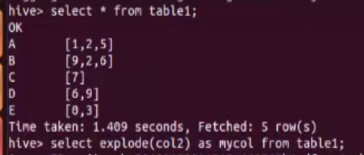 hive> select * from table1;
OK
A [1,2,5]
B [9,2,6]
C [7]
D [6,9]
E [0,3]
Time taken: 1.409 seconds, Fetched: 5 row(s)
hive> select explode(col2) as mycol from table1;